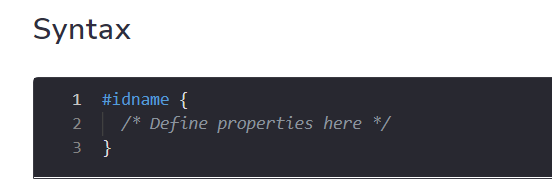 Syntax
1 #idname {
2 /* Define properties here */
3 }